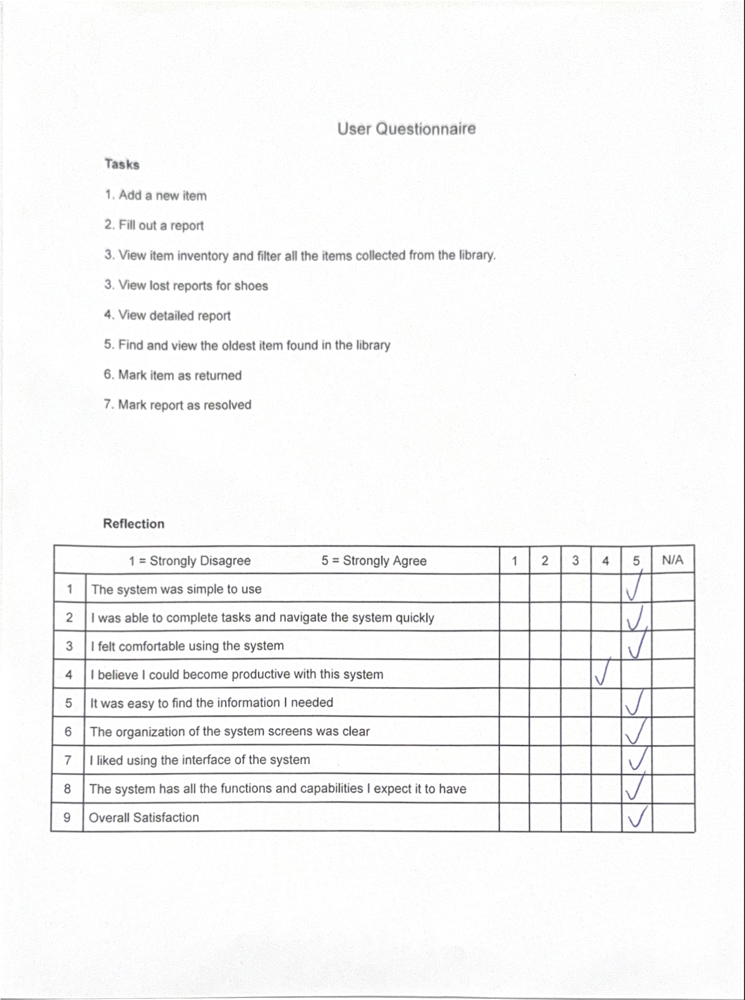 User Questionnaire
Tasks
1. Add a new item
2. Fill out a report
3. View item inventory and filter all the items collected from the library.
3. View lost reports for shoes
4. View detailed report
5. Find and view the oldest item found in the library
6. Mark item as returned
7. Mark report as resolved
Reflection
1 = Strongly Disagree 5 = Strongly Agree 1 2 3 4 5 N/A
1 The system was simple to use ✓
2 I was able to complete tasks and navigate the system quickly ✓
3 I felt comfortable using the system ✓
4 I believe I could become productive with this system ✓
5 It was easy to find the information I needed ✓
6 The organization of the system screens was clear ✓
7 I liked using the interface of the system ✓
8 The system has all the functions and capabilities I expect it to have ✓
9 Overall Satisfaction ✓